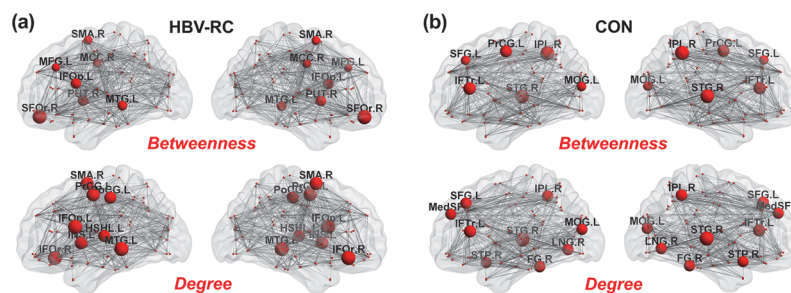 (a) HBV-RC
SMA.R
MCC.R
MFG.L
IFOp.L
PUT.R
MTG.L
SFOr.R
SMA.R
MCC.R
MFG.L
IFOp.L
PUT.R
MTG.L
SFOr.R
Betweenness
SMA.R
PrCG.L
PoCG.L
IFOp.L
HSHL.L
INS.L
MTG.L
IFOr.R
SMA.R
IFOp.L
MTG.L
IFOr.R
Degree
(b) CON
PrCG.L
IPL.R
SFG.L
IFTr.L
MOG.L
STG.R
IPL.R
PrCG.L
SFG.L
MOG.L
IFTr.L
STG.R
Betweenness
IPL.R
SFG.L
MedSF
IFTr.L
MOG.L
STG.R
LNG.R
STP.R
FG.R
IPL.R
SFG.L
MedSF
MOG.L
IFTr.L
STG.R
LNG.R
STP.R
FG.R
Degree